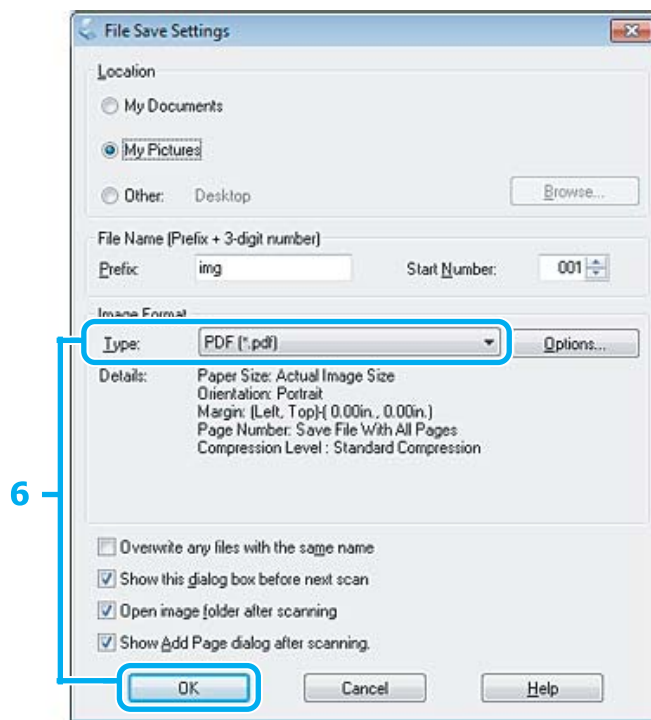 File Save Settings
Location
My Documents
My Pictures
Other: Desktop Browse...
File Name (Prefix + 3-digit number)
Prefix: img Start Number: 001
Image Format
Type: PDF (*.pdf) Options...
Details: Paper Size: Actual Image Size
Orientation: Portrait
Margin: (Left, Top)-( 0.00in., 0.00in.)
Page Number: Save File With All Pages
Compression Level : Standard Compression
6
Overwrite any files with the same name
Show this dialog box before next scan
Open image folder after scanning
Show Add Page dialog after scanning.
OK Cancel Help